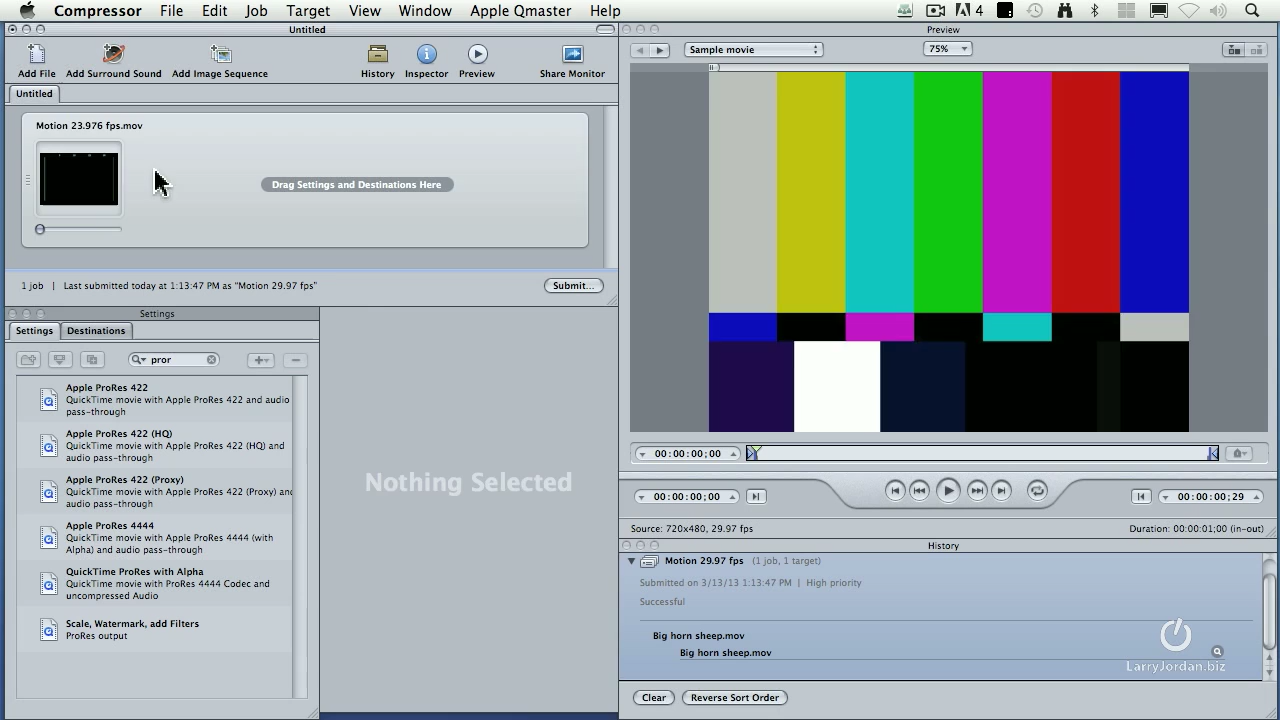 Compressor File Edit Job Target View Window Apple Qmaster Help 4
Untitled
Add File Add Surround Sound Add Image Sequence History Inspector Preview Share Monitor
Untitled
Motion 23.976 fps.mov
Drag Settings and Destinations Here
1 job | Last submitted today at 1:13:47 PM as "Motion 29.97 fps" Submit...
Settings
Settings Destinations
pror
Apple ProRes 422
QuickTime movie with Apple ProRes 422 and audio
pass-through
Apple ProRes 422 (HQ)
QuickTime movie with Apple ProRes 422 (HQ) and
audio pass-through
Apple ProRes 422 (Proxy)
QuickTime movie with Apple ProRes 422 (Proxy) and
audio pass-through
Apple ProRes 4444
QuickTime movie with Apple ProRes 4444 (with
Alpha) and audio pass-through
QuickTime ProRes with Alpha
QuickTime movie with ProRes 4444 Codec and
uncompressed Audio
Scale, Watermark, add Filters
ProRes output
Nothing Selected
Preview
Sample movie 75%
00:00:00;00
00:00:00;00 00:00:00;29
Source: 720x480, 29.97 fps Duration: 00:00:01;00 (in-out)
History
Motion 29.97 fps (1 job, 1 target)
Submitted on 3/13/13 1:13:47 PM | High priority
Successful
Big horn sheep.mov
Big horn sheep.mov
LarryJordan.biz
Clear Reverse Sort Order